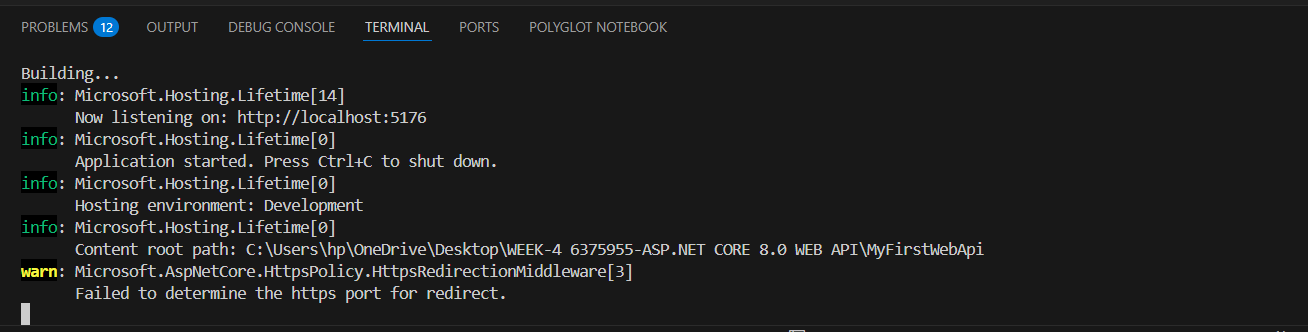 PROBLEMS 12 OUTPUT DEBUG CONSOLE TERMINAL PORTS POLYGLOT NOTEBOOK
Building...
info: Microsoft.Hosting.Lifetime[14]
Now listening on: http://localhost:5176
info: Microsoft.Hosting.Lifetime[0]
Application started. Press Ctrl+C to shut down.
info: Microsoft.Hosting.Lifetime[0]
Hosting environment: Development
info: Microsoft.Hosting.Lifetime[0]
Content root path: C:\Users\hp\OneDrive\Desktop\WEEK-4 6375955-ASP.NET CORE 8.0 WEB API\MyFirstWebApi
warn: Microsoft.AspNetCore.HttpsPolicy.HttpsRedirectionMiddleware[3]
Failed to determine the https port for redirect.